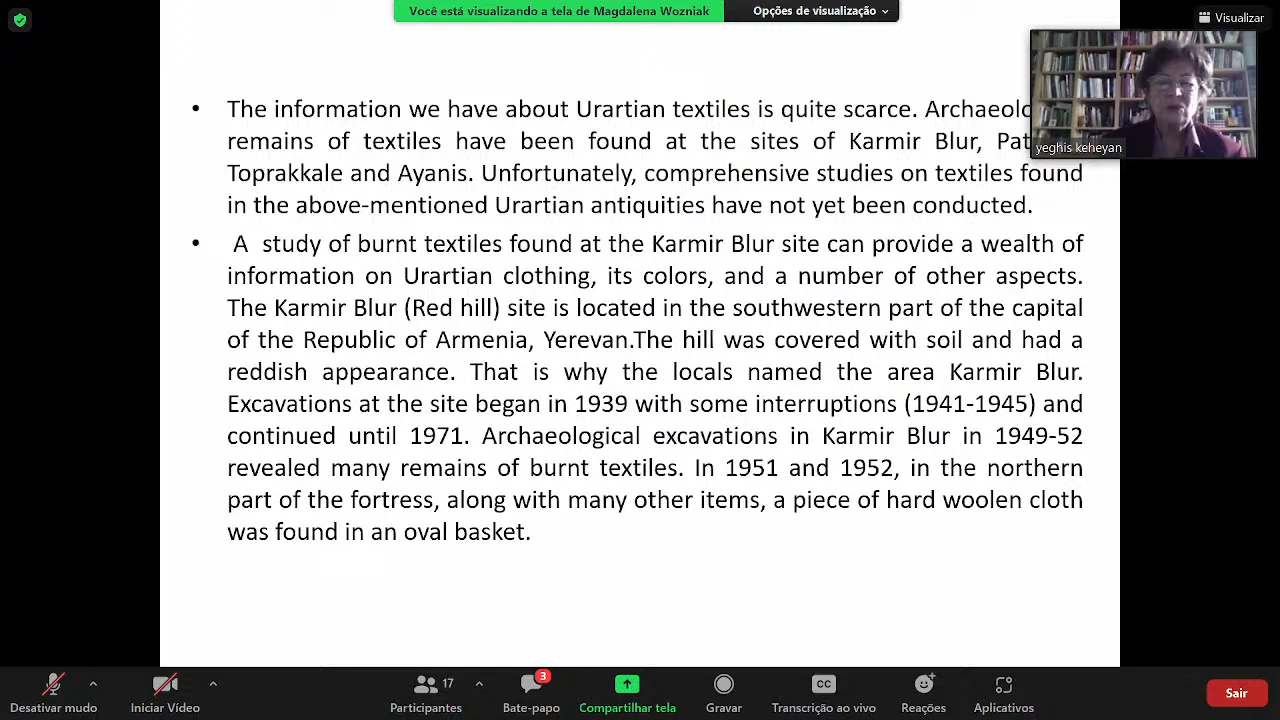 Você está visualizando a tela de Magdalena Wozniak
Opções de visualização
Visualizar
• The information we have about Urartian textiles is quite scarce.
remains of textiles have been found at the sites of Karmir Blur,
yeghis keheyan
Toprakkale and Ayanis. Unfortunately, comprehensive studies on textiles found
in the above-mentioned Urartian antiquities have not yet been conducted.
• A study of burnt textiles found at the Karmir Blur site can provide a wealth of
information on Urartian clothing, its colors, and a number of other aspects.
The Karmir Blur (Red hill) site is located in the southwestern part of the capital
of the Republic of Armenia, Yerevan.The hill was covered with soil and had a
reddish appearance. That is why the locals named the area Karmir Blur.
Excavations at the site began in 1939 with some interruptions (1941-1945) and
continued until 1971. Archaeological excavations in Karmir Blur in 1949-52
revealed many remains of burnt textiles. In 1951 and 1952, in the northern
part of the fortress, along with many other items, a piece of hard woolen cloth
was found in an oval basket.
Desativar mudo
Iniciar Vídeo
17
Participantes
3
Bate-papo
Compartilhar tela
Gravar
CC
Transcrição ao vivo
Reações
Aplicativos
Sair